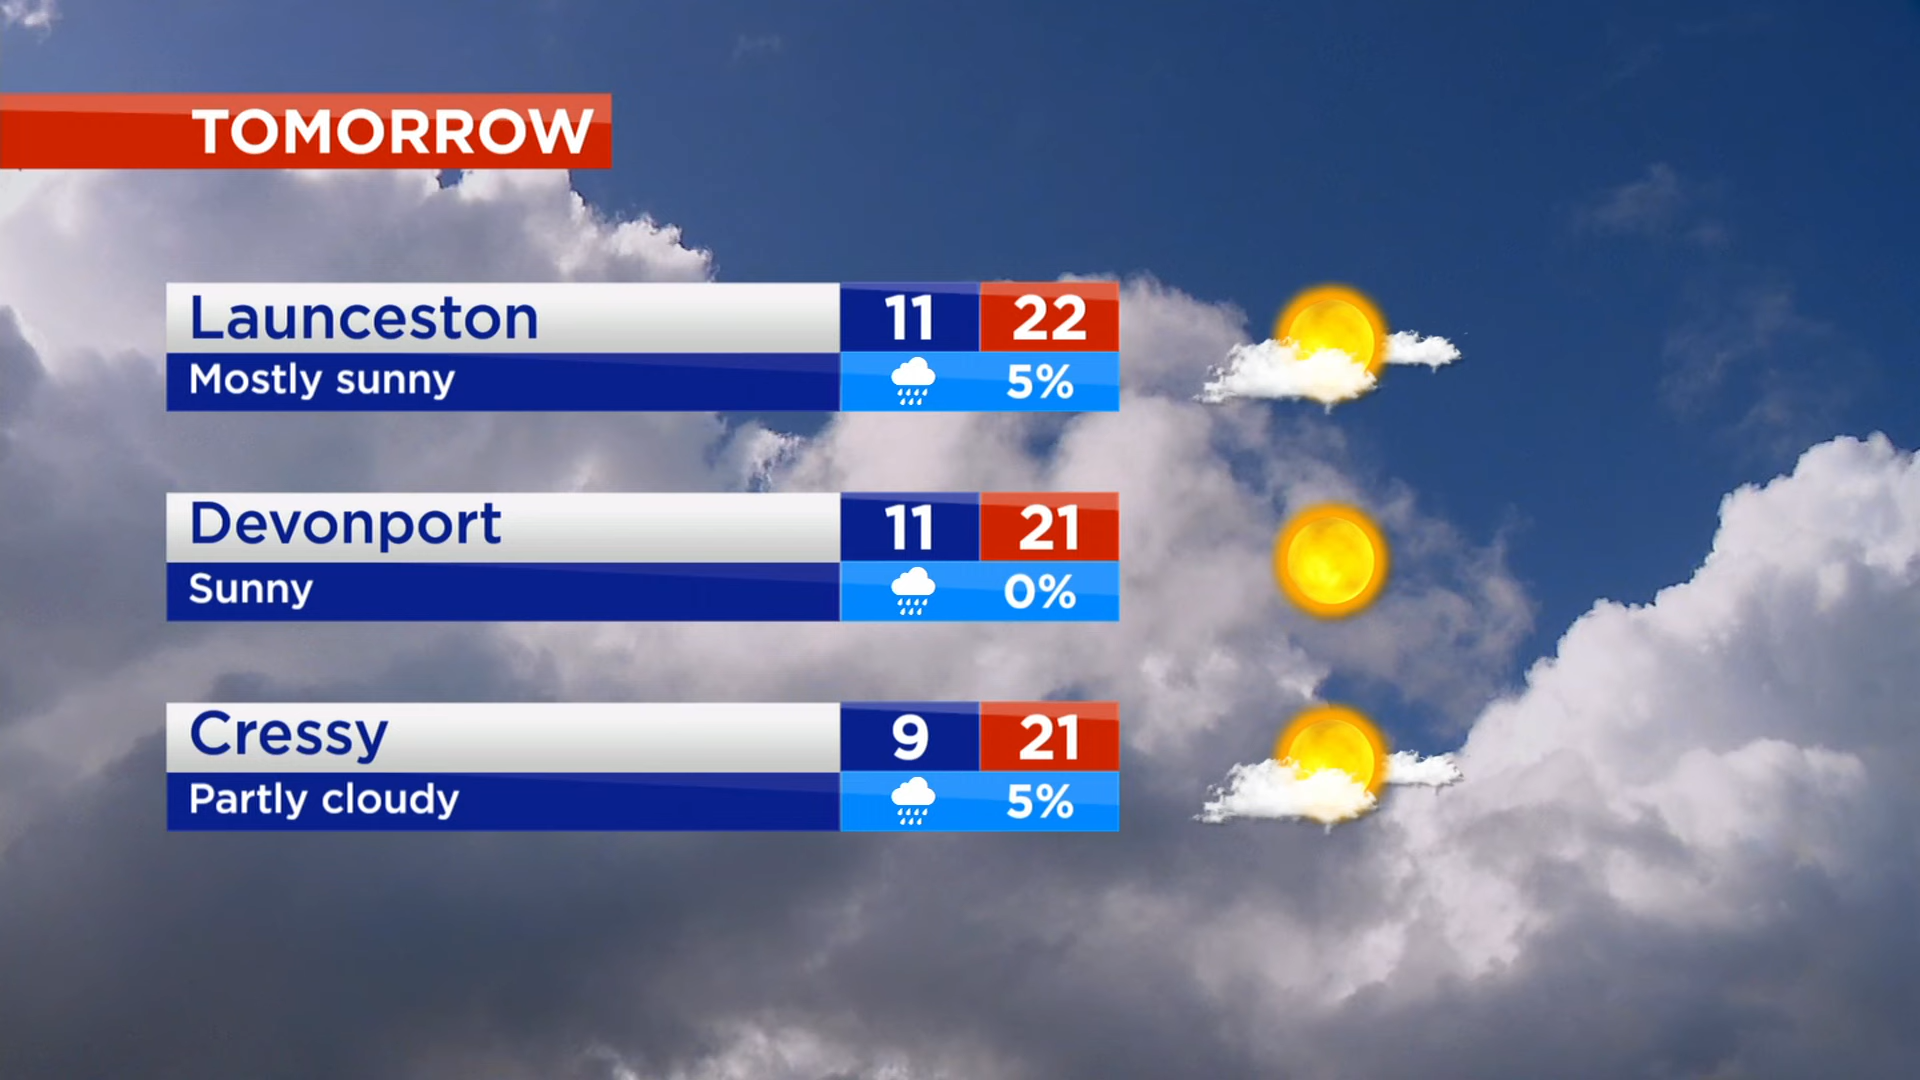 TOMORROW
Launceston 11 22
Mostly sunny 5%
Devonport 11 21
Sunny 0%
Cressy 9 21
Partly cloudy 5%